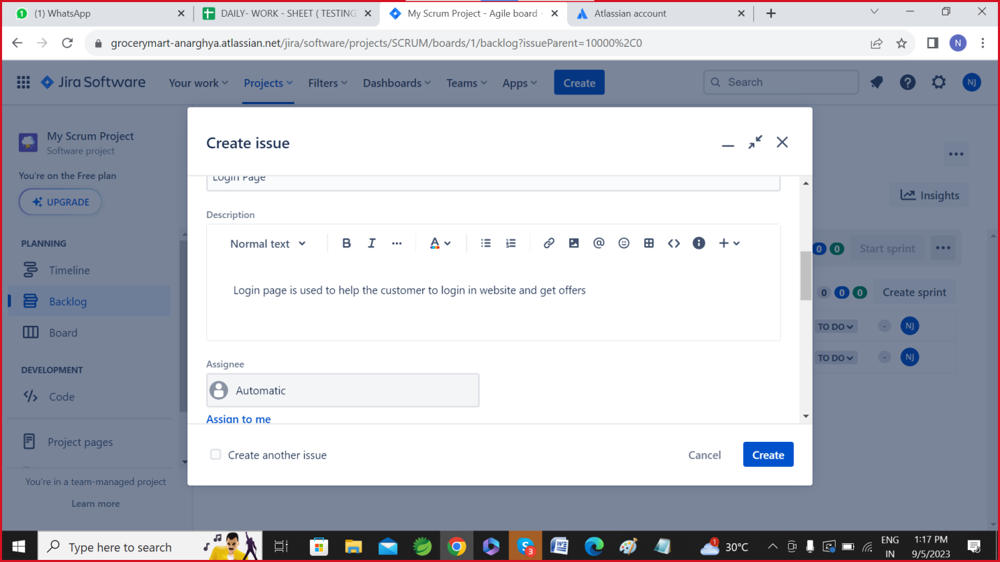 (1) WhatsApp
DAILY- WORK - SHEET ( TESTING
My Scrum Project - Agile board -
Atlassian account
grocerymart-anarghya.atlassian.net/jira/software/projects/SCRUM/boards/1/backlog?issueParent=10000%2C0
N
Jira Software
Your work
Projects
Filters
Dashboards
Teams
Apps
Create
Search
NJ
My Scrum Project
Software project
You're on the Free plan
UPGRADE
PLANNING
Timeline
Backlog
Board
DEVELOPMENT
Code
Project pages
You're in a team-managed project
Learn more
Create issue
Login Page
Description
Normal text
B I A
Login page is used to help the customer to login in website and get offers
Assignee
Automatic
Assign to me
Create another issue
Cancel
Create
Insights
0 0 Start sprint
0 0 0 Create sprint
TO DO - NJ
TO DO - NJ
Type here to search
3
1
30°C
ENG
IN
1:17 PM
9/5/2023